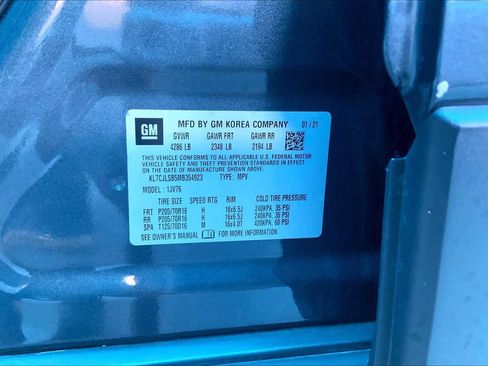 GM
MFD BY GM KOREA COMPANY 01/21
GVWR GAWR FRT GAWR RR
4286 LB 2348 LB 2194 LB
THIS VEHICLE CONFORMS TO ALL APPLICABLE U.S. FEDERAL MOTOR
VEHICLE SAFETY AND THEFT PREVENTION STANDARDS IN EFFECT ON
THE DATE OF MANUFACTURE SHOWN ABOVE.
KL7CJLSB5MB354923 TYPE: MPV
MODEL: 1JV76
TIRE SIZE SPEED RTG RIM COLD TIRE PRESSURE
FRT P205/70R16 H 16x6.5J 240KPA, 35 PSI
RR P205/70R16 H 16x6.5J 240KPA, 35 PSI
SPA T125/70D16 M 16x4.0T 420KPA, 60 PSI
SEE OWNER'S MANUAL FOR MORE INFORMATION.